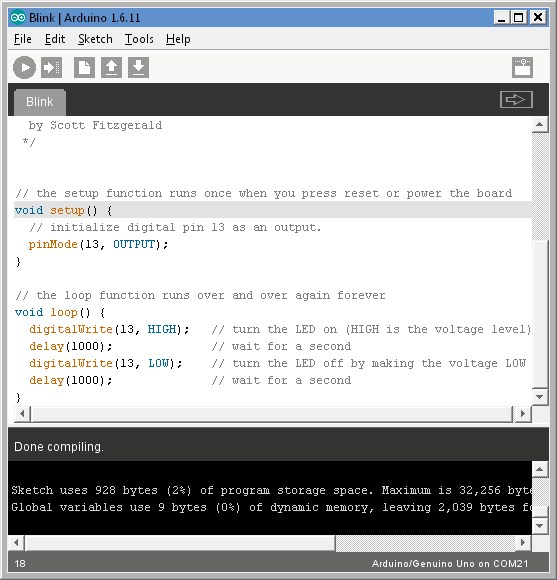 Blink | Arduino 1.6.11
File Edit Sketch Tools Help
Blink
by Scott Fitzgerald
*/
// the setup function runs once when you press reset or power the board
void setup() {
// initialize digital pin 13 as an output.
pinMode(13, OUTPUT);
}
// the loop function runs over and over again forever
void loop() {
digitalWrite(13, HIGH); // turn the LED on (HIGH is the voltage level)
delay(1000); // wait for a second
digitalWrite(13, LOW); // turn the LED off by making the voltage LOW
delay(1000); // wait for a second
}
Done compiling.
Sketch uses 928 bytes (2%) of program storage space. Maximum is 32,256 byte
Global variables use 9 bytes (0%) of dynamic memory, leaving 2,039 bytes fo
18 Arduino/Genuino Uno on COM21